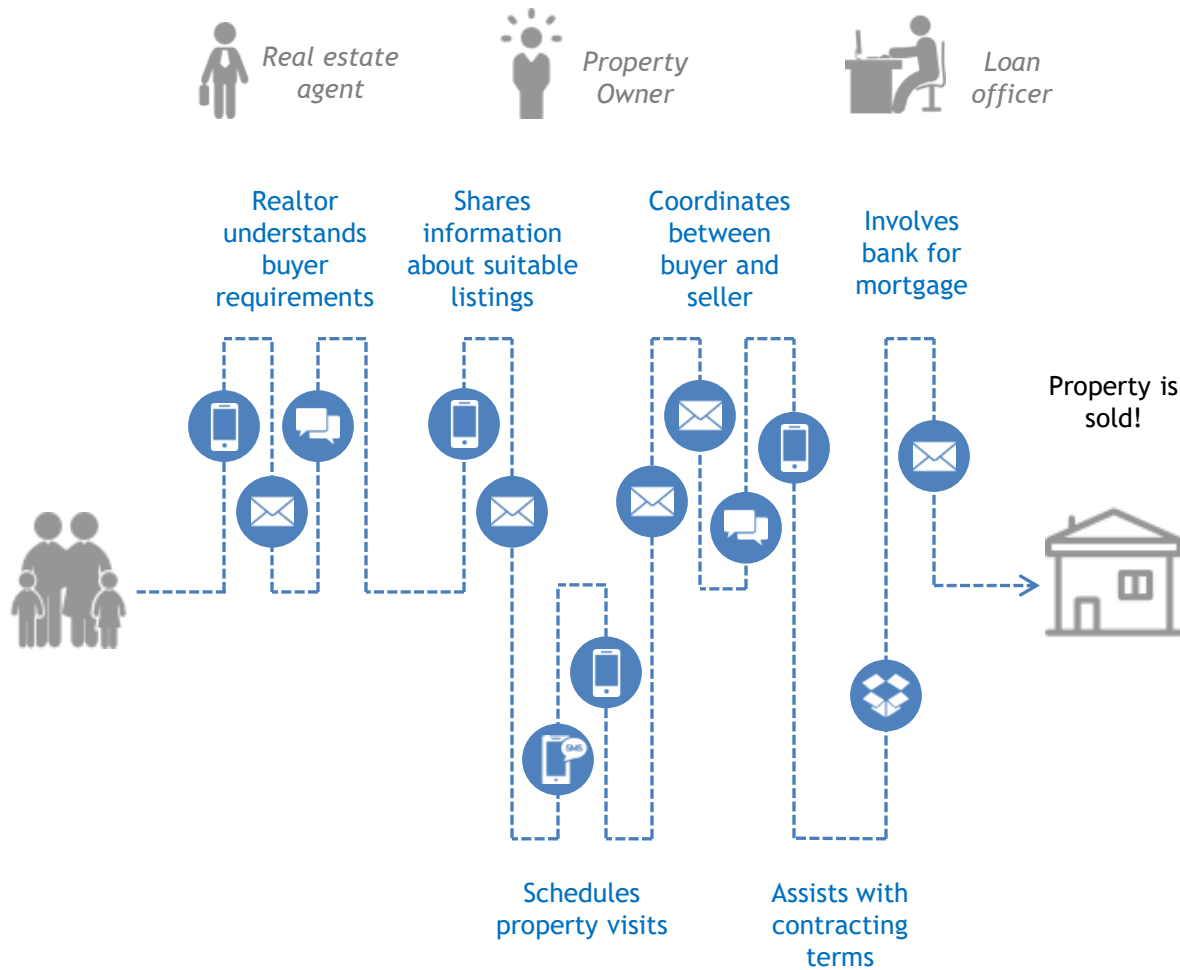 Real estate
agent
Property
Owner
Loan
officer
Realtor
understands
buyer
requirements
Shares
information
about suitable
listings
Coordinates
between
buyer and
seller
Involves
bank for
mortgage
Property is
sold!
SMS
Schedules
property visits
Assists with
contracting
terms